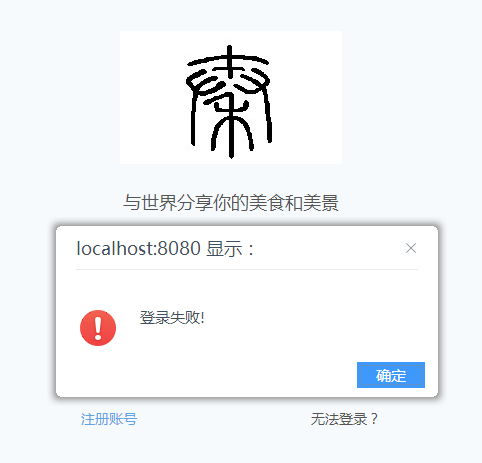 秦
与世界分享你的美食和美景
localhost:8080 显示：
登录失败!
确定
注册账号
无法登录？